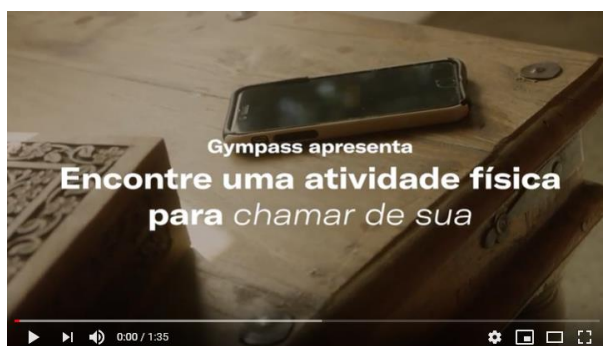 Gympass apresenta
Encontre uma atividade física
para chamar de sua
0:00 / 1:35